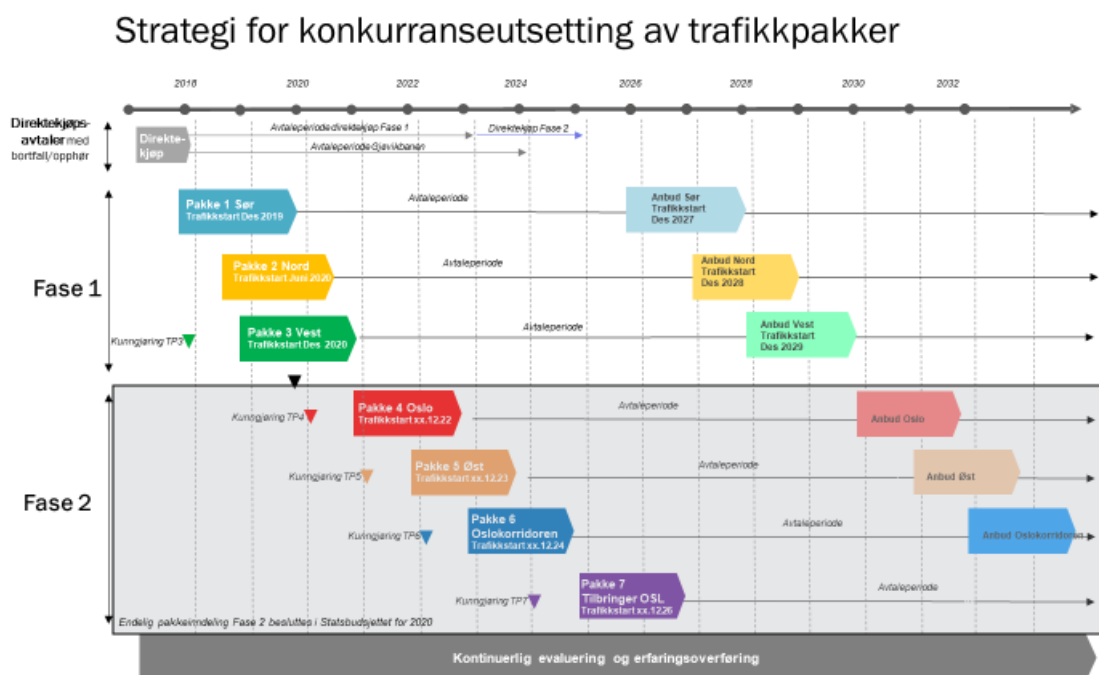 Strategi for konkurranseutsetting av trafikkpakker
2018
2020
2022
2024
2026
2028
2030
2032
Direktekjøps-
avtaler med
bortfall/opphør
Direkte-
kjøp
Avtaleperiode direktekjøp Fase 1
Direktekjøp Fase 2
Avtaleperiode Gjøvikbanen
Fase 1
Pakke 1 Sør
Trafikkstart Des 2019
Avtaleperiode
Anbud Sør
Trafikkstart
Des 2027
Pakke 2 Nord
Trafikkstart Juni 2020
Avtaleperiode
Anbud Nord
Trafikkstart
Des 2028
Kunngjøring TP3
Pakke 3 Vest
Trafikkstart Des 2020
Avtaleperiode
Anbud Vest
Trafikkstart
Des 2029
Fase 2
Kunngjøring TP4
Pakke 4 Oslo
Trafikkstart xx.12.22
Avtaleperiode
Anbud Oslo
Kunngjøring TP5
Pakke 5 Øst
Trafikkstart xx.12.23
Avtaleperiode
Anbud Øst
Kunngjøring TP6
Pakke 6
Oslokorridoren
Trafikkstart xx.12.24
Avtaleperiode
Anbud Oslokorridoren
Kunngjøring TP7
Pakke 7
Tilbringer OSL
Trafikkstart xx.12.26
Avtaleperiode
Endelig pakkeinndeling Fase 2 besluttes i Statsbudsjettet for 2020
Kontinuerlig evaluering og erfaringsoverføring